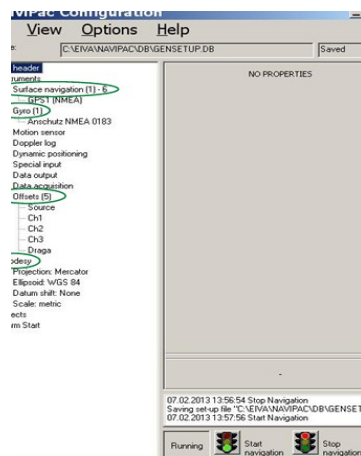 NaviPac Configuration
View Options Help
C:\EIVA\NAVIPAC\DB\GENSETUP.DB Saved
header
ruments
Surface navigation (1) - 6
GPS1 (NMEA)
Gyro (1)
Anschutz NMEA 0183
Motion sensor
Doppler log
Dynamic positioning
Special input
Data output
Data acquisition
Offsets (5)
Source
Ch1
Ch2
Ch3
Draga
odesy
Projection: Mercator
Ellipsoid: WGS 84
Datum shift: None
Scale: metric
ects
rm Start
NO PROPERTIES
-
07.02.2013 13:56:54 Stop Navigation
Saving set-up file "C:\EIVA\NAVIPAC\DB\GENSET
07.02.2013 13:57:56 Start Navigation
Running Start navigation Stop navigation